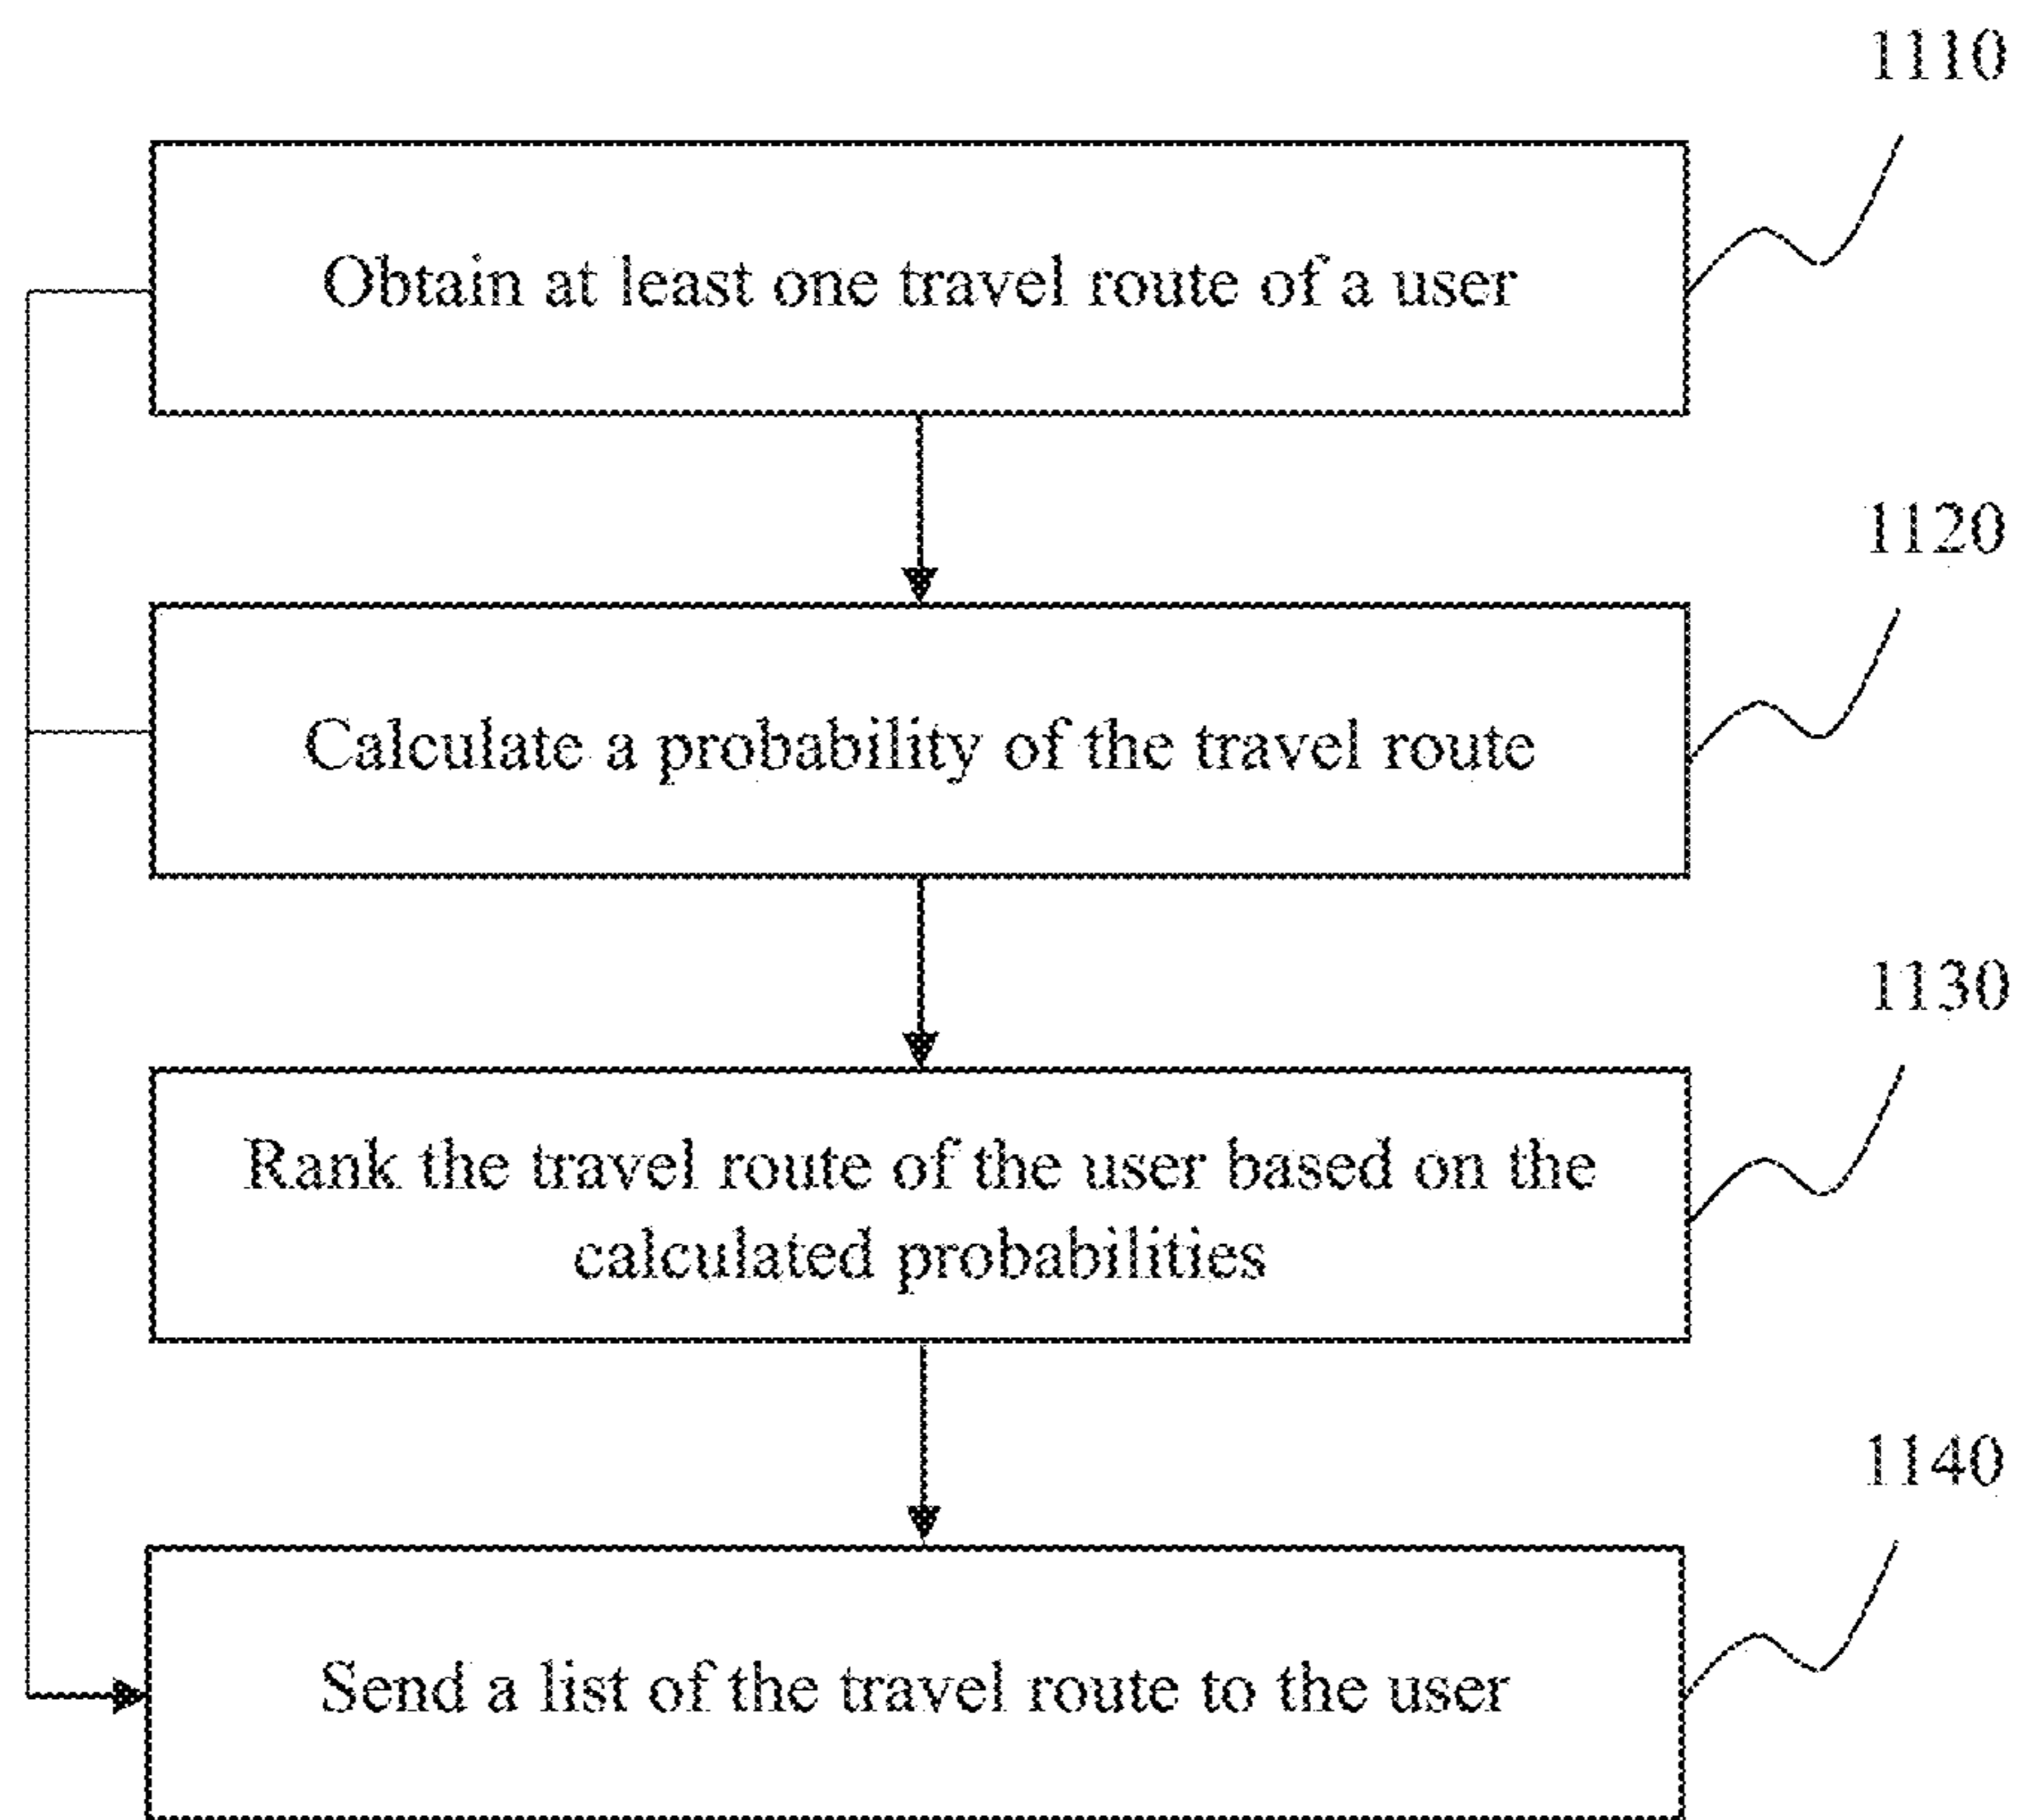 1110
Obtain at least one travel route of a user
1120
Calculate a probability of the travel route
1130
Rank the travel route of the user based on the
calculated probabilities
1140
Send a list of the travel route to the user